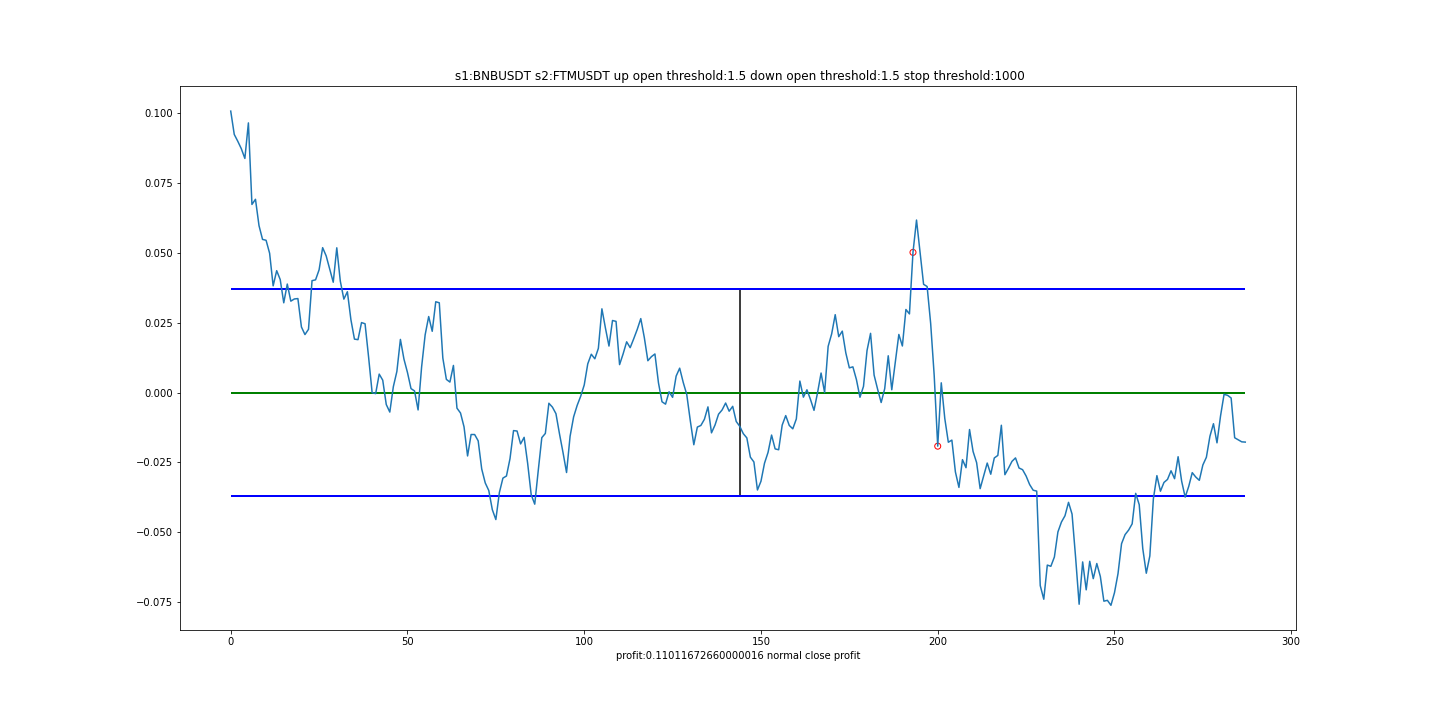 s1:BNBUSDT s2:FTMUSDT up open threshold:1.5 down open threshold:1.5 stop threshold:1000
0.100
0.075
0.050
0.025
0.000
−0.025
−0.050
−0.075
0 50 100 150 200 250 300
profit:0.11011672660000016 normal close profit